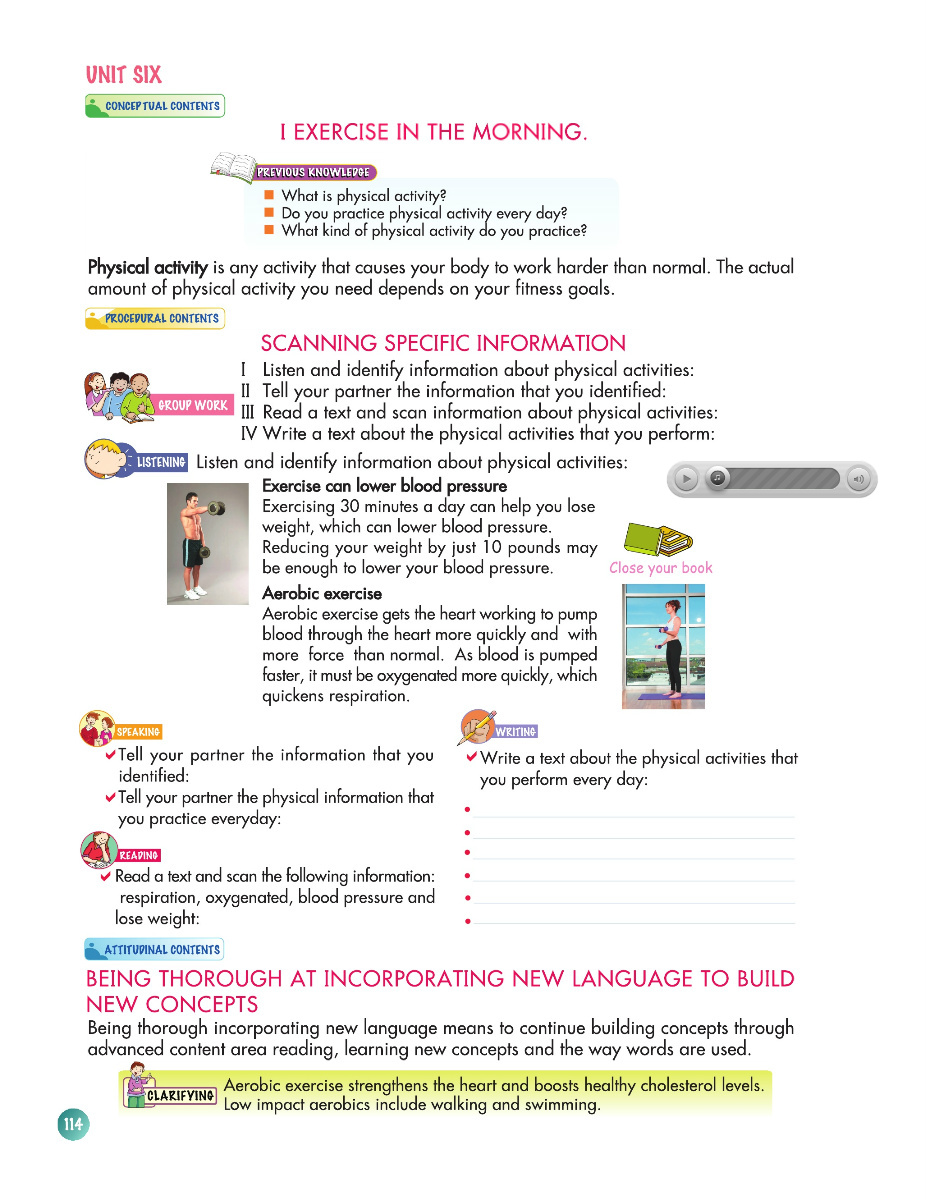 UNIT SIX
CONCEPTUAL CONTENTS
I EXERCISE IN THE MORNING.
PREVIOUS KNOWLEDGE
What is physical activity?
Do you practice physical activity every day?
What kind of physical activity do you practice?
Physical activity is any activity that causes your body to work harder than normal. The actual
amount of physical activity you need depends on your fitness goals.
PROCEDURAL CONTENTS
SCANNING SPECIFIC INFORMATION
I Listen and identify information about physical activities:
II Tell your partner the information that you identified:
III Read a text and scan information about physical activities:
IV Write a text about the physical activities that you perform:
GROUP WORK
LISTENING Listen and identify information about physical activities:
Exercise can lower blood pressure
Exercising 30 minutes a day can help you lose
weight, which can lower blood pressure.
Reducing your weight by just 10 pounds may
be enough to lower your blood pressure.
Close your book
Aerobic exercise
Aerobic exercise gets the heart working to pump
blood through the heart more quickly and with
more force than normal. As blood is pumped
faster, it must be oxygenated more quickly, which
quickens respiration.
SPEAKING
Tell your partner the information that you
identified:
Tell your partner the physical information that
you practice everyday:
READING
Read a text and scan the following information:
respiration, oxygenated, blood pressure and
lose weight:
WRITING
Write a text about the physical activities that
you perform every day:
ATTITUDINAL CONTENTS
BEING THOROUGH AT INCORPORATING NEW LANGUAGE TO BUILD
NEW CONCEPTS
Being thorough incorporating new language means to continue building concepts through
advanced content area reading, learning new concepts and the way words are used.
CLARIFYING
Aerobic exercise strengthens the heart and boosts healthy cholesterol levels.
Low impact aerobics include walking and swimming.
114